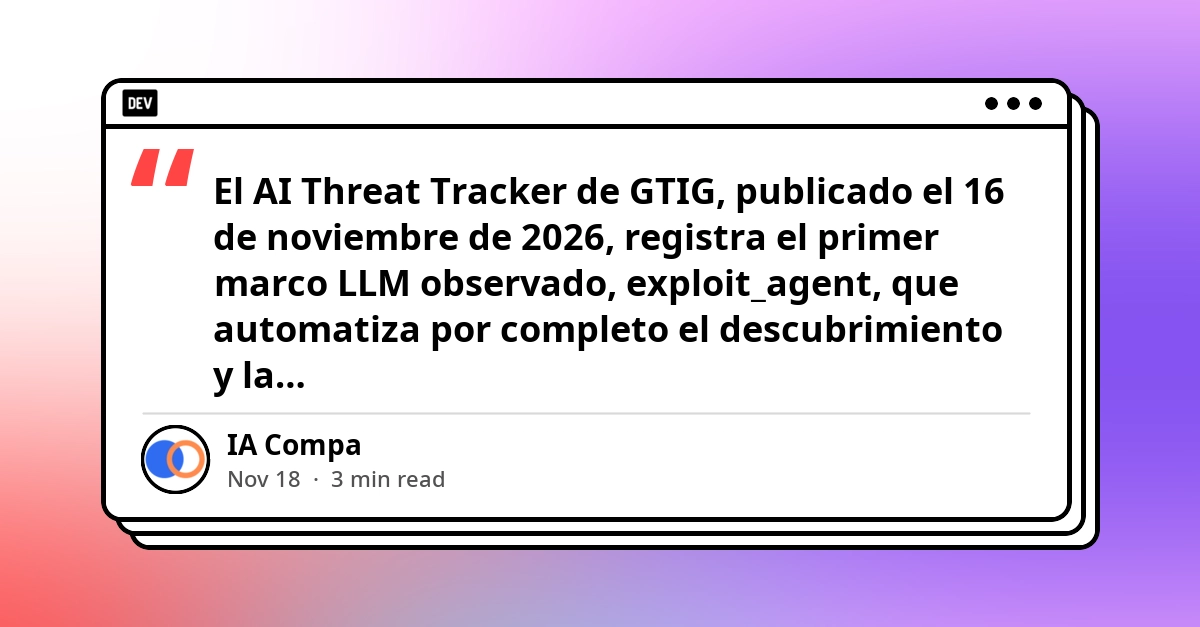 DEV
“
El AI Threat Tracker de GTIG, publicado el 16
de noviembre de 2026, registra el primer
marco LLM observado, exploit_agent, que
automatiza por completo el descubrimiento
y la...
IA Compa
Nov 18 · 3 min read